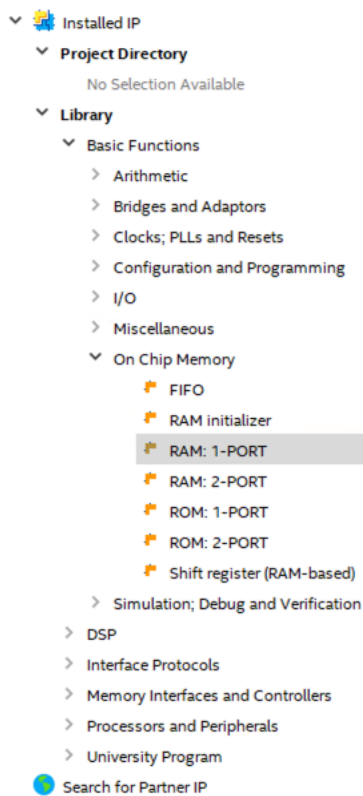 Installed IP
Project Directory
No Selection Available
Library
Basic Functions
Arithmetic
Bridges and Adaptors
Clocks; PLLs and Resets
Configuration and Programming
I/O
Miscellaneous
On Chip Memory
FIFO
RAM initializer
RAM: 1-PORT
RAM: 2-PORT
ROM: 1-PORT
ROM: 2-PORT
Shift register (RAM-based)
Simulation; Debug and Verification
DSP
Interface Protocols
Memory Interfaces and Controllers
Processors and Peripherals
University Program
Search for Partner IP